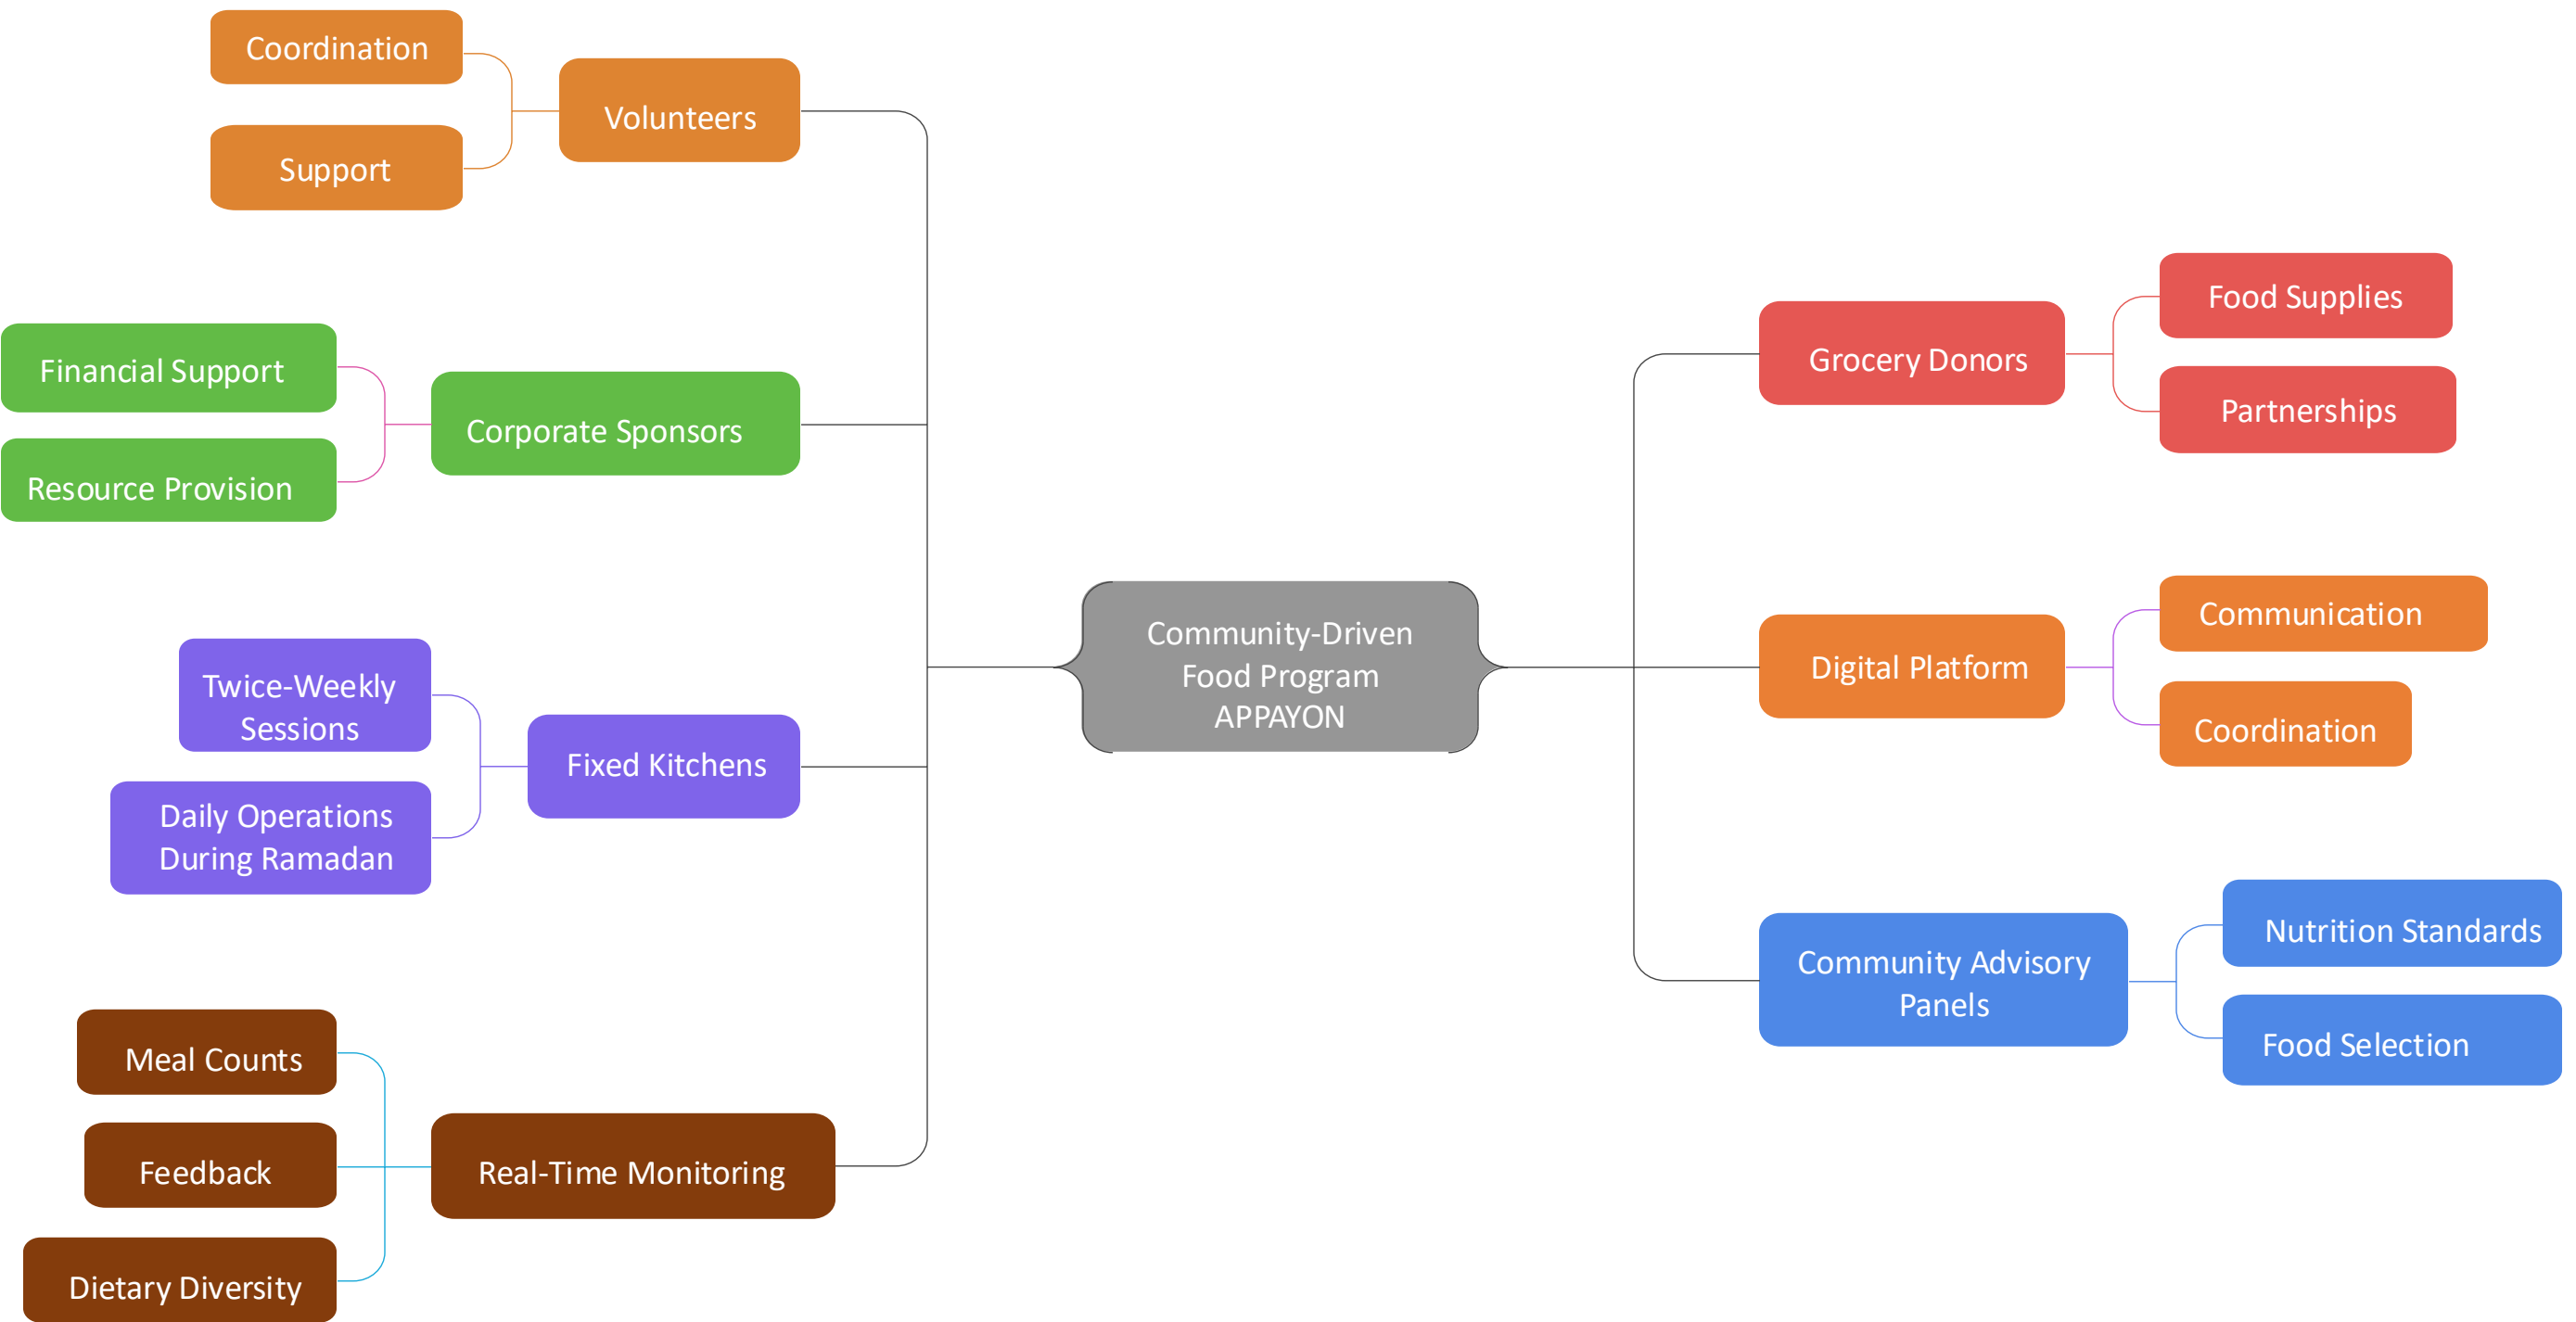 Coordination
Volunteers
Support
Financial Support
Corporate Sponsors
Resource Provision
Twice-Weekly
Sessions
Fixed Kitchens
Daily Operations
During Ramadan
Meal Counts
Feedback
Real-Time Monitoring
Dietary Diversity
Community-Driven
Food Program
APPAYON
Food Supplies
Grocery Donors
Partnerships
Communication
Digital Platform
Coordination
Nutrition Standards
Community Advisory
Panels
Food Selection